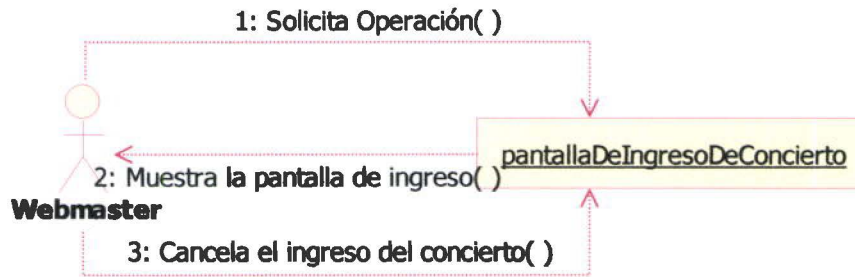 1: Solicita Operación( )
pantallaDeIngresoDeConcierto
2: Muestra la pantalla de ingreso( )
Webmaster
3: Cancela el ingreso del concierto( )